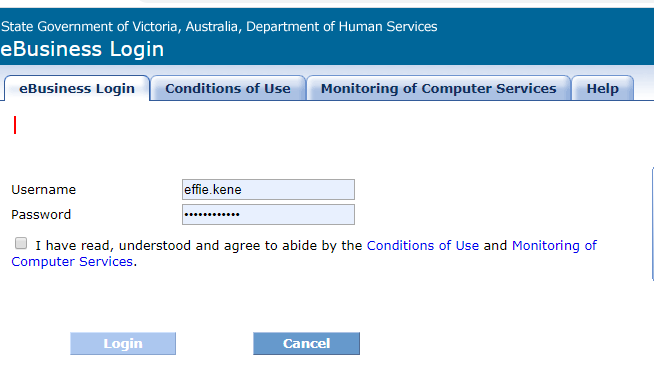 State Government of Victoria, Australia, Department of Human Services
eBusiness Login
eBusiness Login Conditions of Use Monitoring of Computer Services Help
Username effie.kene
Password ••••••••••••
I have read, understood and agree to abide by the Conditions of Use and Monitoring of
Computer Services.
Login Cancel